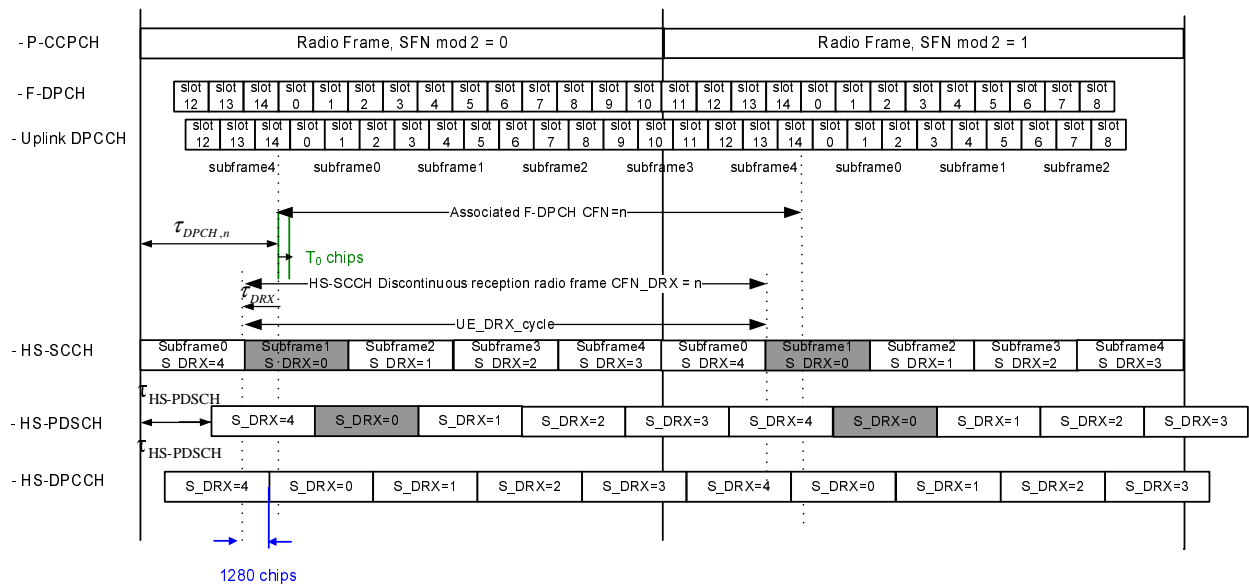 - P-CCPCH
Radio Frame, SFN mod 2 = 0
Radio Frame, SFN mod 2 = 1
- F-DPCH
slot 12 slot 13 slot 14 slot 0 slot 1 slot 2 slot 3 slot 4 slot 5 slot 6 slot 7 slot 8 slot 9 slot 10 slot 11 slot 12 slot 13 slot 14 slot 0 slot 1 slot 2 slot 3 slot 4 slot 5 slot 6 slot 7 slot 8
- Uplink DPCCH
slot 12 slot 13 slot 14 slot 0 slot 1 slot 2 slot 3 slot 4 slot 5 slot 6 slot 7 slot 8 slot 9 slot 10 slot 11 slot 12 slot 13 slot 14 slot 0 slot 1 slot 2 slot 3 slot 4 slot 5 slot 6 slot 7 slot 8
subframe4 subframe0 subframe1 subframe2 subframe3 subframe4 subframe0 subframe1 subframe2
Associated F-DPCH CFN=n
τDPCH,n
T0 chips
HS-SCCH Discontinuous reception radio frame CFN_DRX = n
τDRX
UE_DRX_cycle
- HS-SCCH
Subframe0 Subframe1 Subframe2 Subframe3 Subframe4 Subframe0 Subframe1 Subframe2 Subframe3 Subframe4
S_DRX=4 S_DRX=0 S_DRX=1 S_DRX=2 S_DRX=3 S_DRX=4 S_DRX=0 S_DRX=1 S_DRX=2 S_DRX=3
τHS-PDSCH
- HS-PDSCH
S_DRX=4 S_DRX=0 S_DRX=1 S_DRX=2 S_DRX=3 S_DRX=4 S_DRX=0 S_DRX=1 S_DRX=2 S_DRX=3
τHS-PDSCH
- HS-DPCCH
S_DRX=4 S_DRX=0 S_DRX=1 S_DRX=2 S_DRX=3 S_DRX=4 S_DRX=0 S_DRX=1 S_DRX=2 S_DRX=3
1280 chips